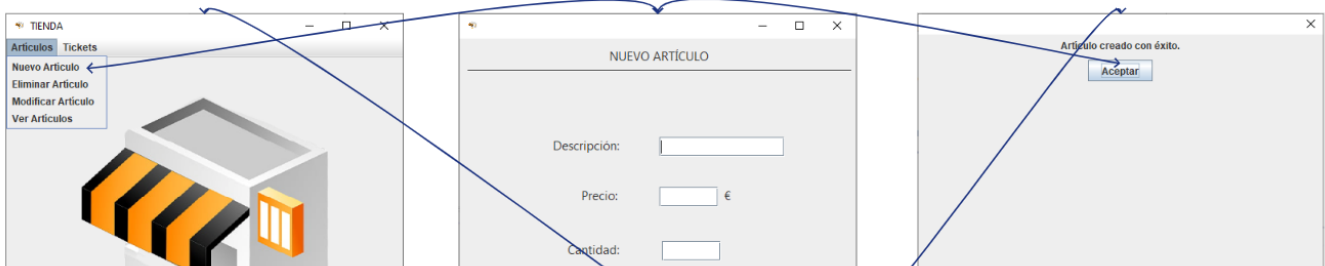 TIENDA
Artículos Tickets
Nuevo Artículo
Eliminar Artículo
Modificar Artículo
Ver Artículos
NUEVO ARTÍCULO
Descripción:
Precio: €
Cantidad:
Artículo creado con éxito.
Aceptar